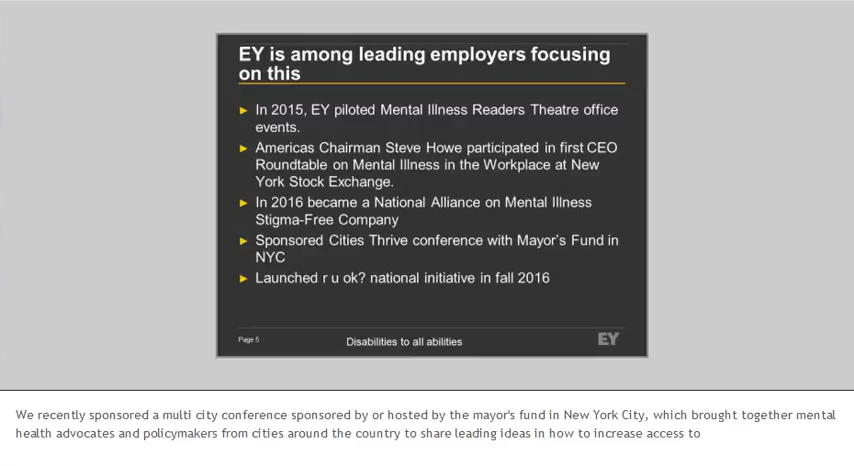 EY is among leading employers focusing
on this
► In 2015, EY piloted Mental Illness Readers Theatre office
events.
► Americas Chairman Steve Howe participated in first CEO
Roundtable on Mental Illness in the Workplace at New
York Stock Exchange.
► In 2016 became a National Alliance on Mental Illness
Stigma-Free Company
► Sponsored Cities Thrive conference with Mayor's Fund in
NYC
► Launched r u ok? national initiative in fall 2016
Page 5
Disabilities to all abilities
EY
We recently sponsored a multi city conference sponsored by or hosted by the mayor's fund in New York City, which brought together mental
health advocates and policymakers from cities around the country to share leading ideas in how to increase access to